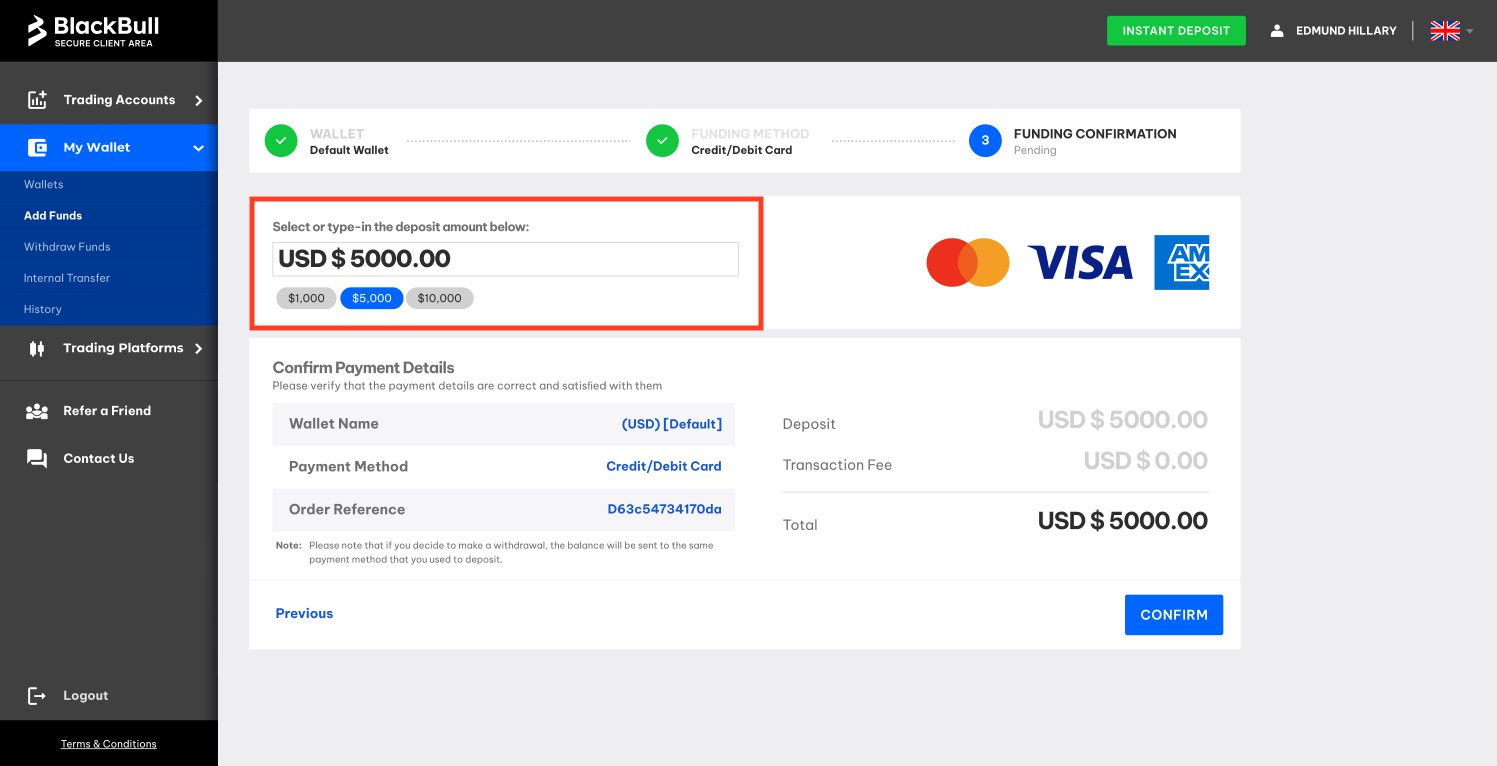 BlackBull
SECURE CLIENT AREA
INSTANT DEPOSIT
EDMUND HILLARY
Trading Accounts
My Wallet
Wallets
Add Funds
Withdraw Funds
Internal Transfer
History
Trading Platforms
Refer a Friend
Contact Us
Logout
Terms & Conditions
WALLET
Default Wallet
FUNDING METHOD
Credit/Debit Card
3
FUNDING CONFIRMATION
Pending
Select or type-in the deposit amount below:
USD $ 5000.00
$1,000 $5,000 $10,000
VISA
AM
EX
Confirm Payment Details
Please verify that the payment details are correct and satisfied with them
Wallet Name (USD) [Default]
Payment Method Credit/Debit Card
Order Reference D63c54734170da
Note: Please note that if you decide to make a withdrawal, the balance will be sent to the same
payment method that you used to deposit.
Deposit USD $ 5000.00
Transaction Fee USD $ 0.00
Total USD $ 5000.00
Previous
CONFIRM